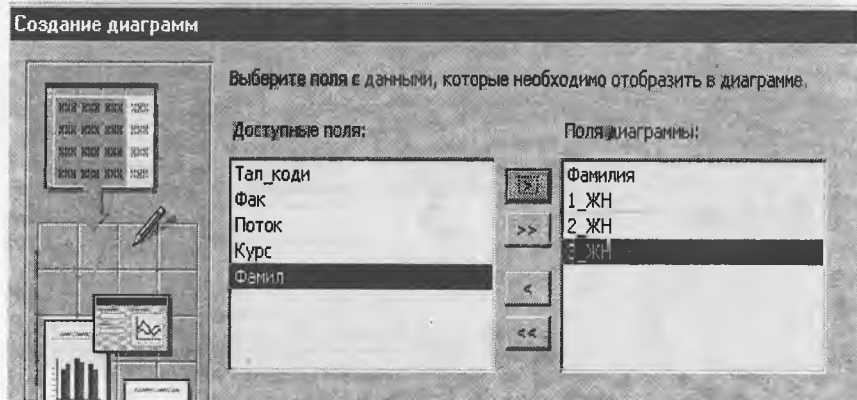 Создание диаграмм
Выберите поля с данными, которые необходимо отобразить в диаграмме.
Доступные поля:
Поля диаграммы:
Тал_коди
Фак
Поток
Курс
Фамил
>
>>
<
<<
Фамилия
1_ЖН
2_ЖН
3_ЖН